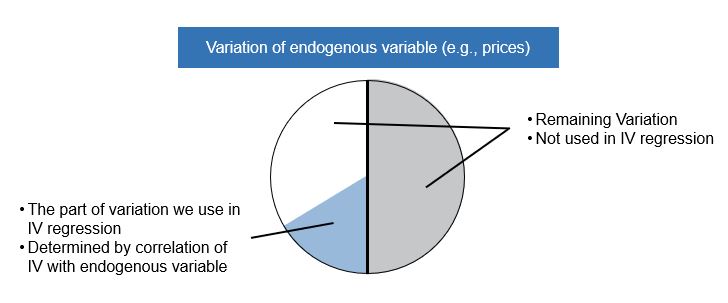 Variation of endogenous variable (e.g., prices)
• Remaining Variation
• Not used in IV regression
• The part of variation we use in
IV regression
• Determined by correlation of
IV with endogenous variable